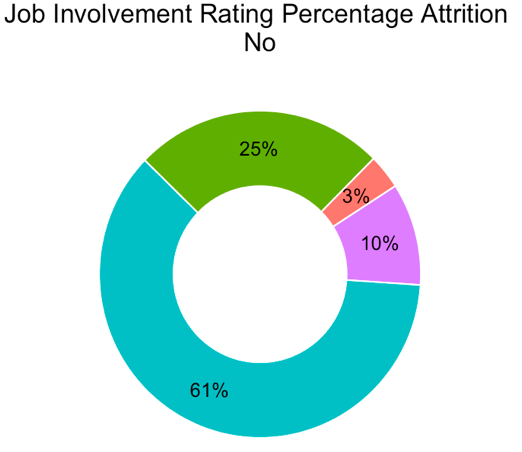 Job Involvement Rating Percentage Attrition
No
25%
3%
10%
61%